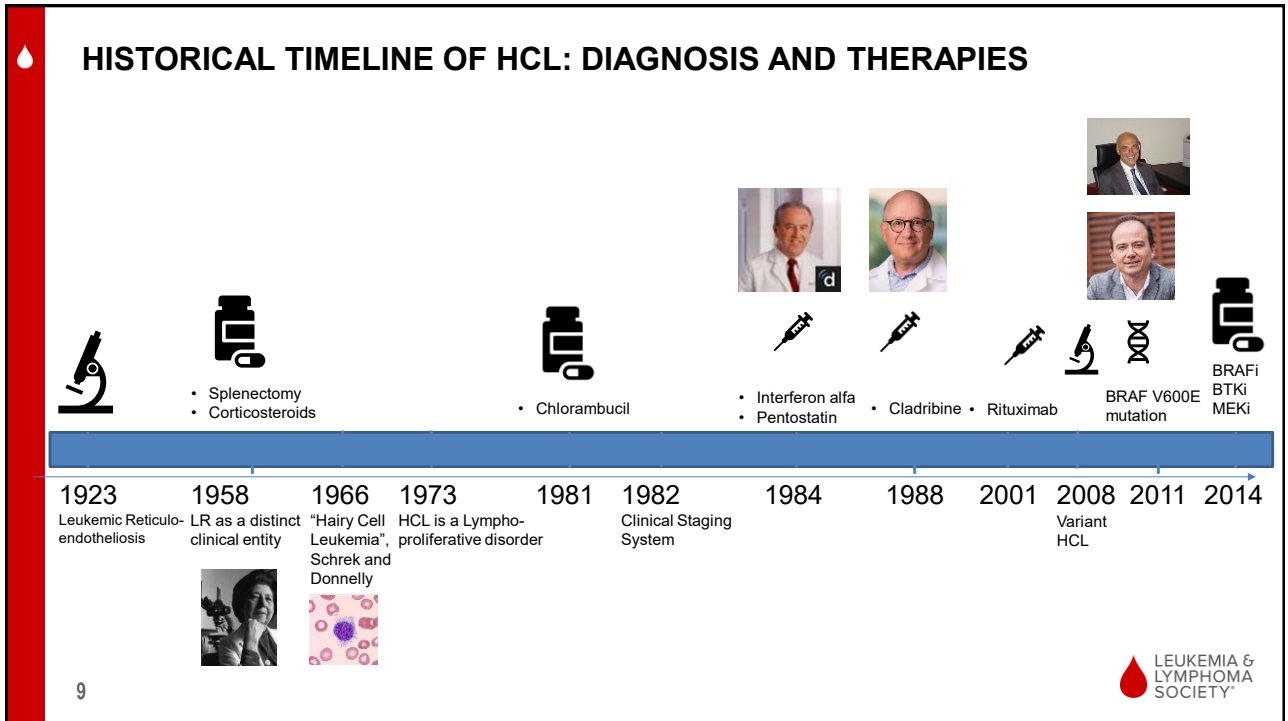 HISTORICAL TIMELINE OF HCL: DIAGNOSIS AND THERAPIES
d
• Splenectomy
• Corticosteroids
• Chlorambucil
• Interferon alfa
• Pentostatin
• Cladribine
• Rituximab
BRAF V600E
mutation
BRAFi
BTKi
MEKi
1923
Leukemic Reticulo-
endotheliosis
1958
LR as a distinct
clinical entity
1966
“Hairy Cell
Leukemia”,
Schrek and
Donnelly
1973
HCL is a Lympho-
proliferative disorder
1981
1982
Clinical Staging
System
1984
1988
2001
2008
Variant
HCL
2011
2014
9
LEUKEMIA &
LYMPHOMA
SOCIETY®